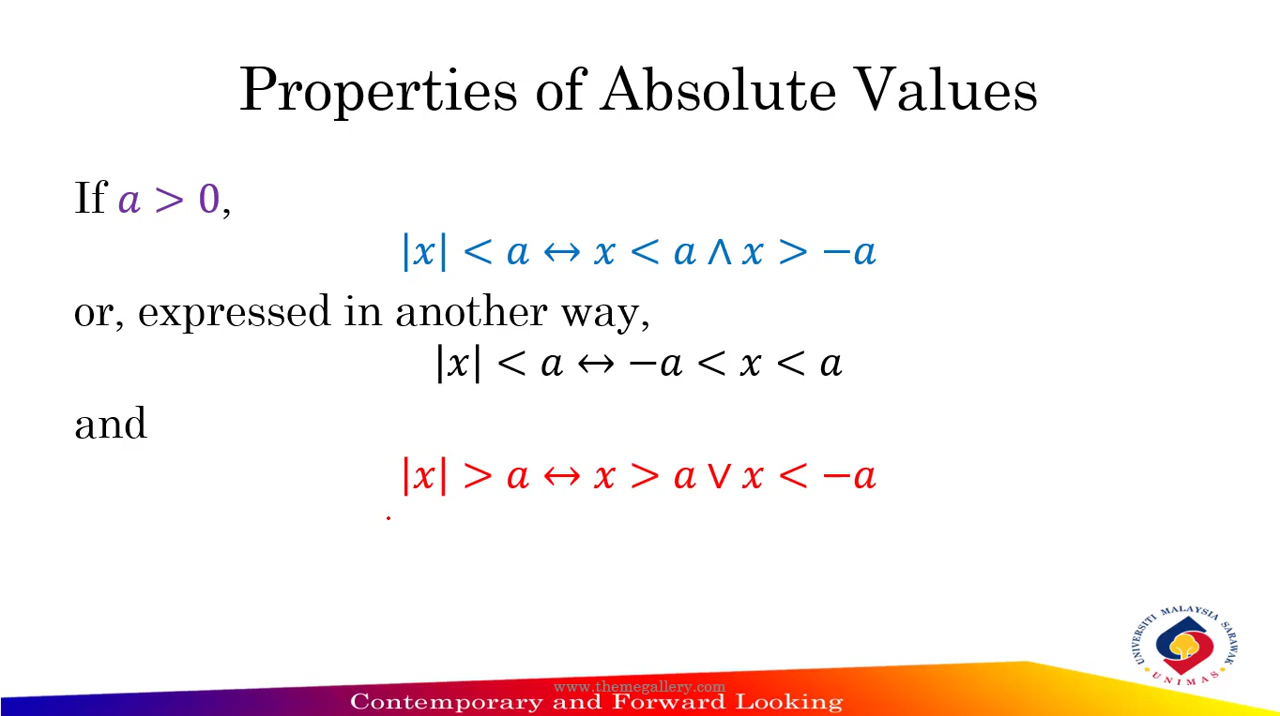 Properties of Absolute Values
If 𝑎 > 0,
|𝑥| < 𝑎 ↔ 𝑥 < 𝑎 ∧ 𝑥 > −𝑎
or, expressed in another way,
|𝑥| < 𝑎 ↔ −𝑎 < 𝑥 < 𝑎
and
|𝑥| > 𝑎 ↔ 𝑥 > 𝑎 ∨ 𝑥 < −𝑎
UNIVERSITI MALAYSIA SARAWAK
UNIMAS
www.themegallery.com
Contemporary and Forward Looking